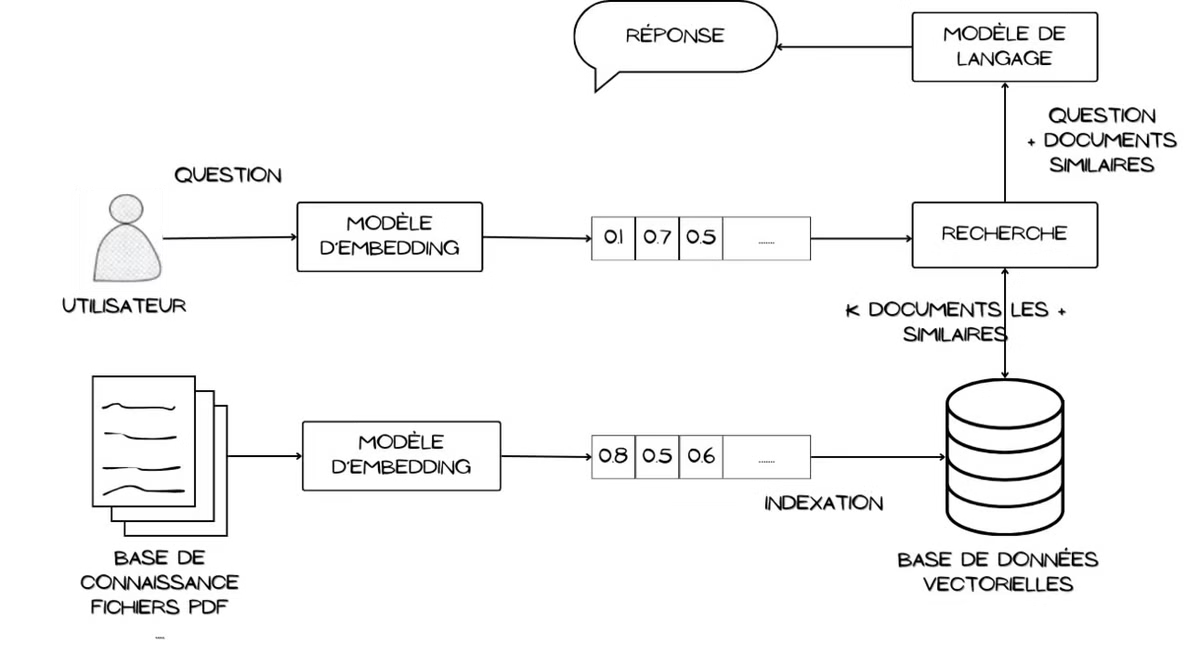 RÉPONSE
MODÈLE DE
LANGAGE
QUESTION
+ DOCUMENTS
SIMILAIRES
QUESTION
MODÈLE
D'EMBEDDING
0.1 0.7 0.5 .......
RECHERCHE
UTILISATEUR
K DOCUMENTS LES +
SIMILAIRES
MODÈLE
D'EMBEDDING
0.8 0.5 0.6 .......
INDEXATION
BASE DE
CONNAISSANCE
FICHIERS PDF
....
BASE DE DONNÉES
VECTORIELLES